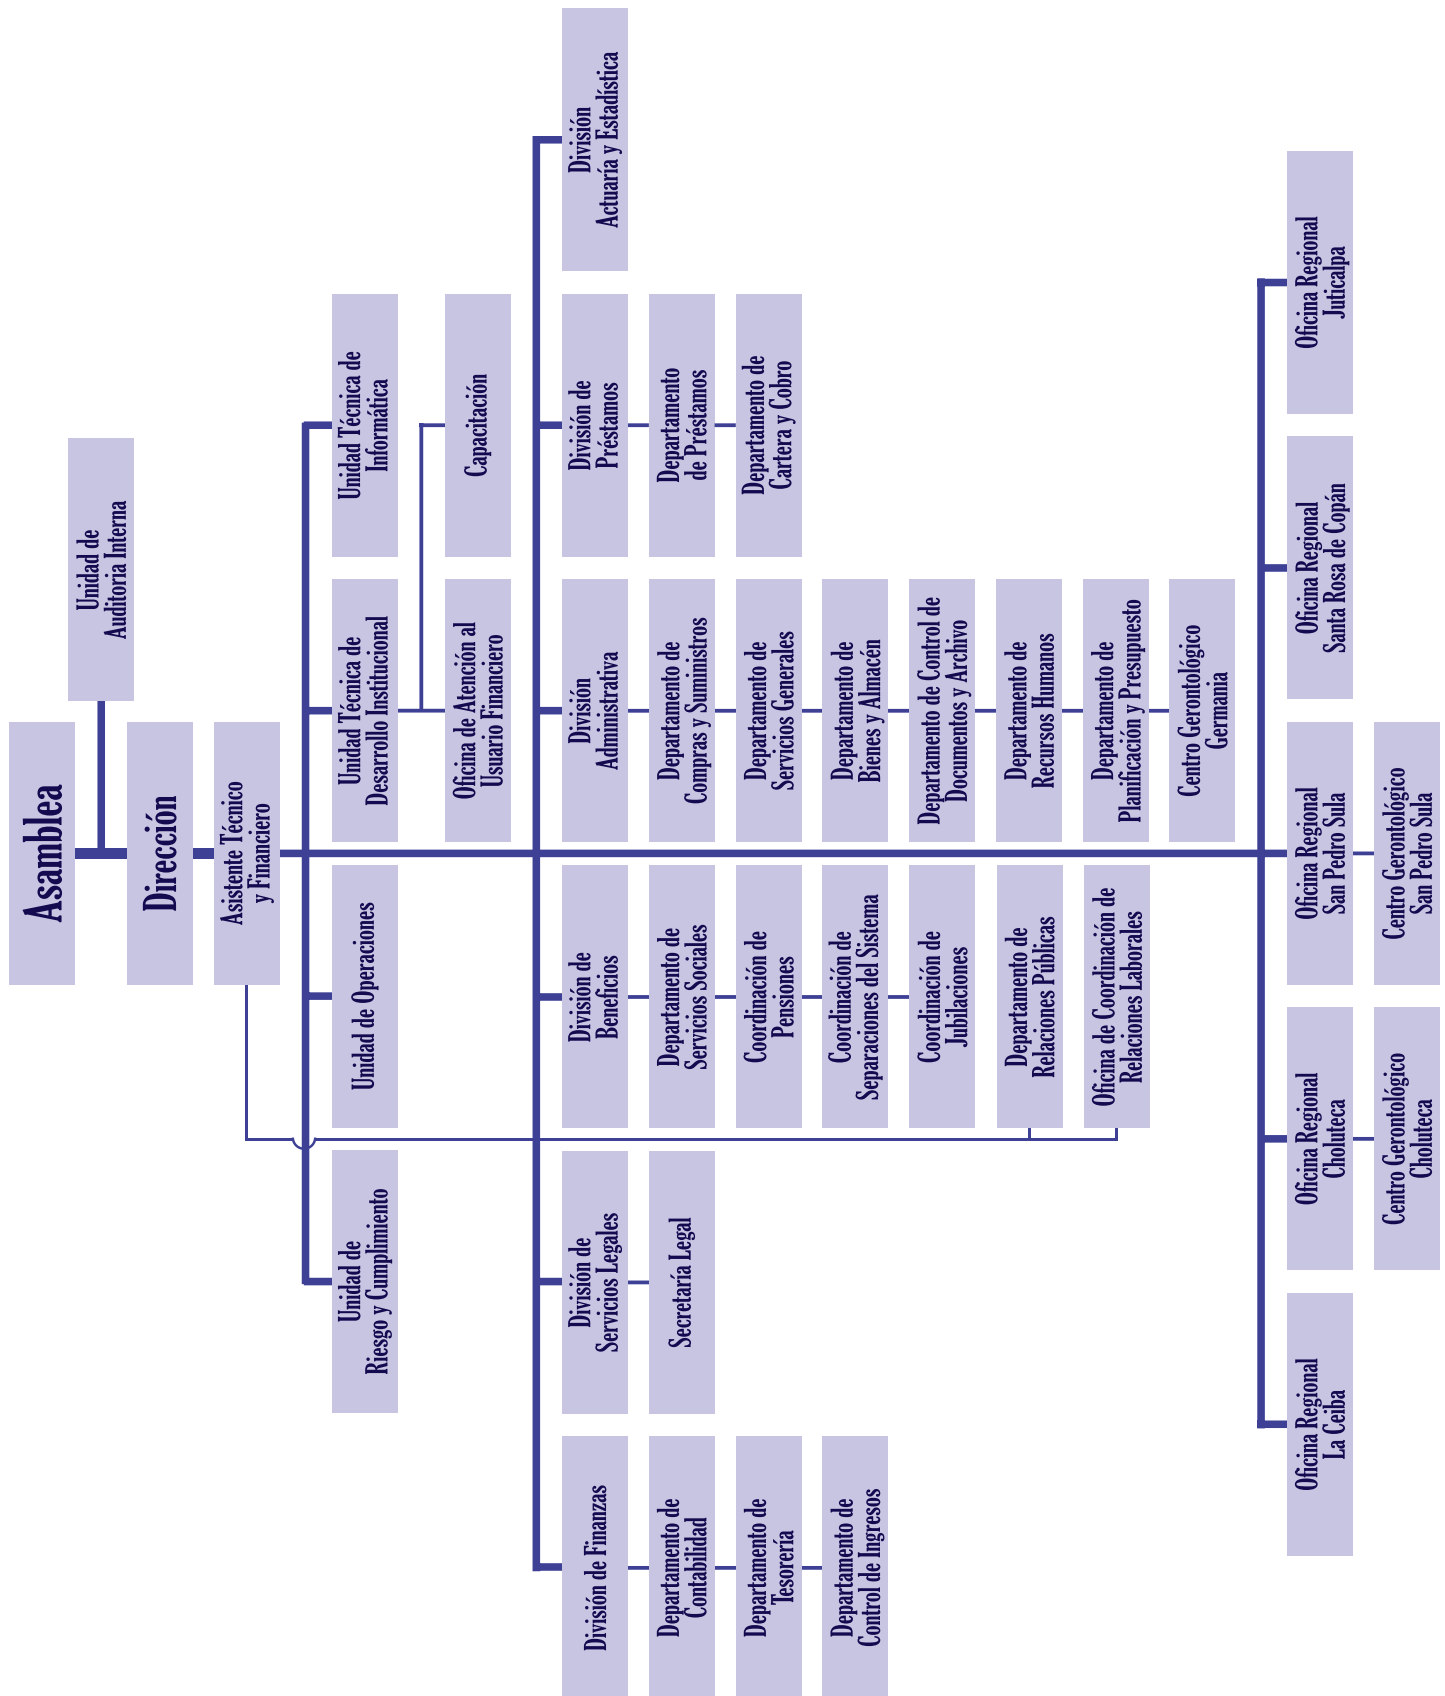 Asamblea
Unidad de
Auditoria Interna
Dirección
Asistente Técnico
y Financiero
Unidad de
Riesgo y Cumplimiento
Unidad de Operaciones
Unidad Técnica de
Desarrollo Institucional
Unidad Técnica de
Informática
Oficina de Atención al
Usuario Financiero
Capacitación
División de Finanzas
División de
Servicios Legales
División de
Beneficios
División
Administrativa
División de
Préstamos
División
Actuaría y Estadística
Departamento de
Contabilidad
Secretaría Legal
Departamento de
Servicios Sociales
Departamento de
Compras y Suministros
Departamento
de Préstamos
Departamento de
Tesorería
Coordinación de
Pensiones
Departamento de
Servicios Generales
Departamento de
Cartera y Cobro
Departamento de
Control de Ingresos
Coordinación de
Separaciones del Sistema
Departamento de
Bienes y Almacén
Coordinación de
Jubilaciones
Departamento de Control de
Documentos y Archivo
Departamento de
Relaciones Públicas
Departamento de
Recursos Humanos
Oficina de Coordinación de
Relaciones Laborales
Departamento de
Planificación y Presupuesto
Centro Gerontológico
Germania
Oficina Regional
La Ceiba
Oficina Regional
Choluteca
Oficina Regional
San Pedro Sula
Oficina Regional
Santa Rosa de Copán
Oficina Regional
Juticalpa
Centro Gerontológico
Choluteca
Centro Gerontológico
San Pedro Sula